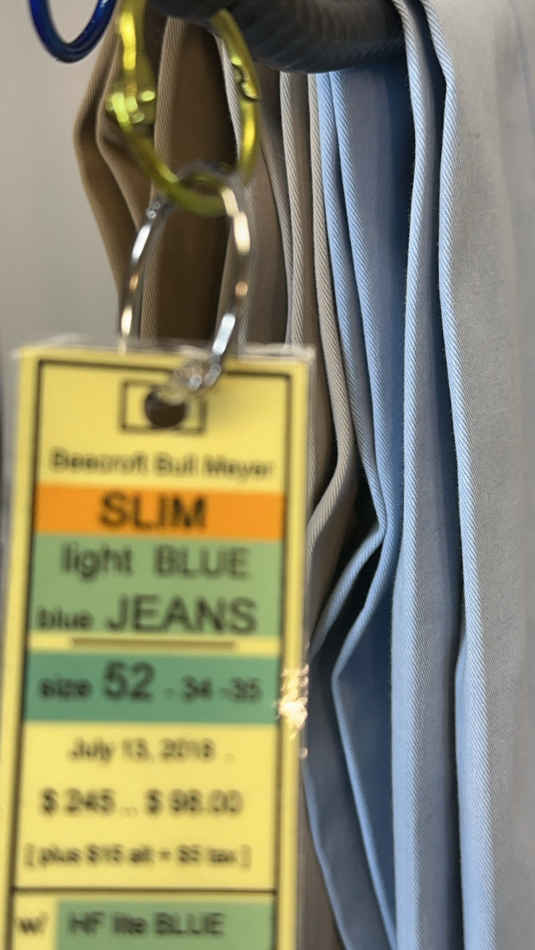 Beecroft Bull Meyer
SLIM
light BLUE
blue JEANS
size 52 - 34 -35
July 13, 2018 .
$ 245 .. $ 98.00
[ plus $15 alt + $5 tax ]
w/ HF lite BLUE